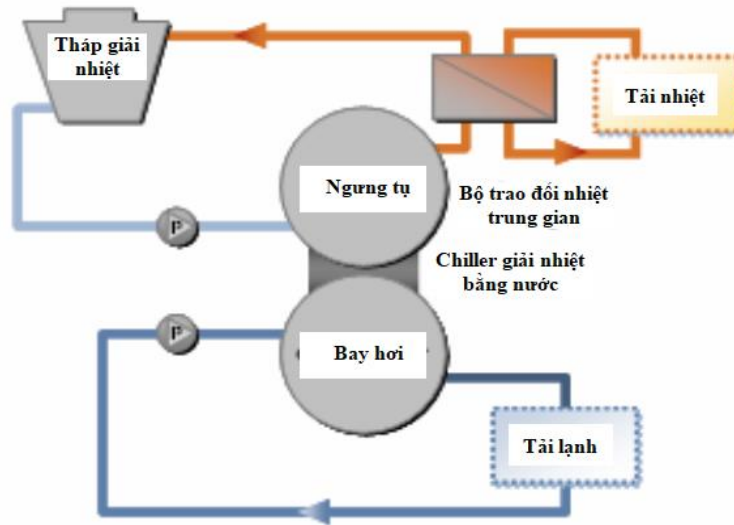 Tháp giải
nhiệt
Tải nhiệt
Ngưng tụ
Bộ trao đổi nhiệt
trung gian
Chiller giải nhiệt
bằng nước
P
P
Bay hơi
Tải lạnh